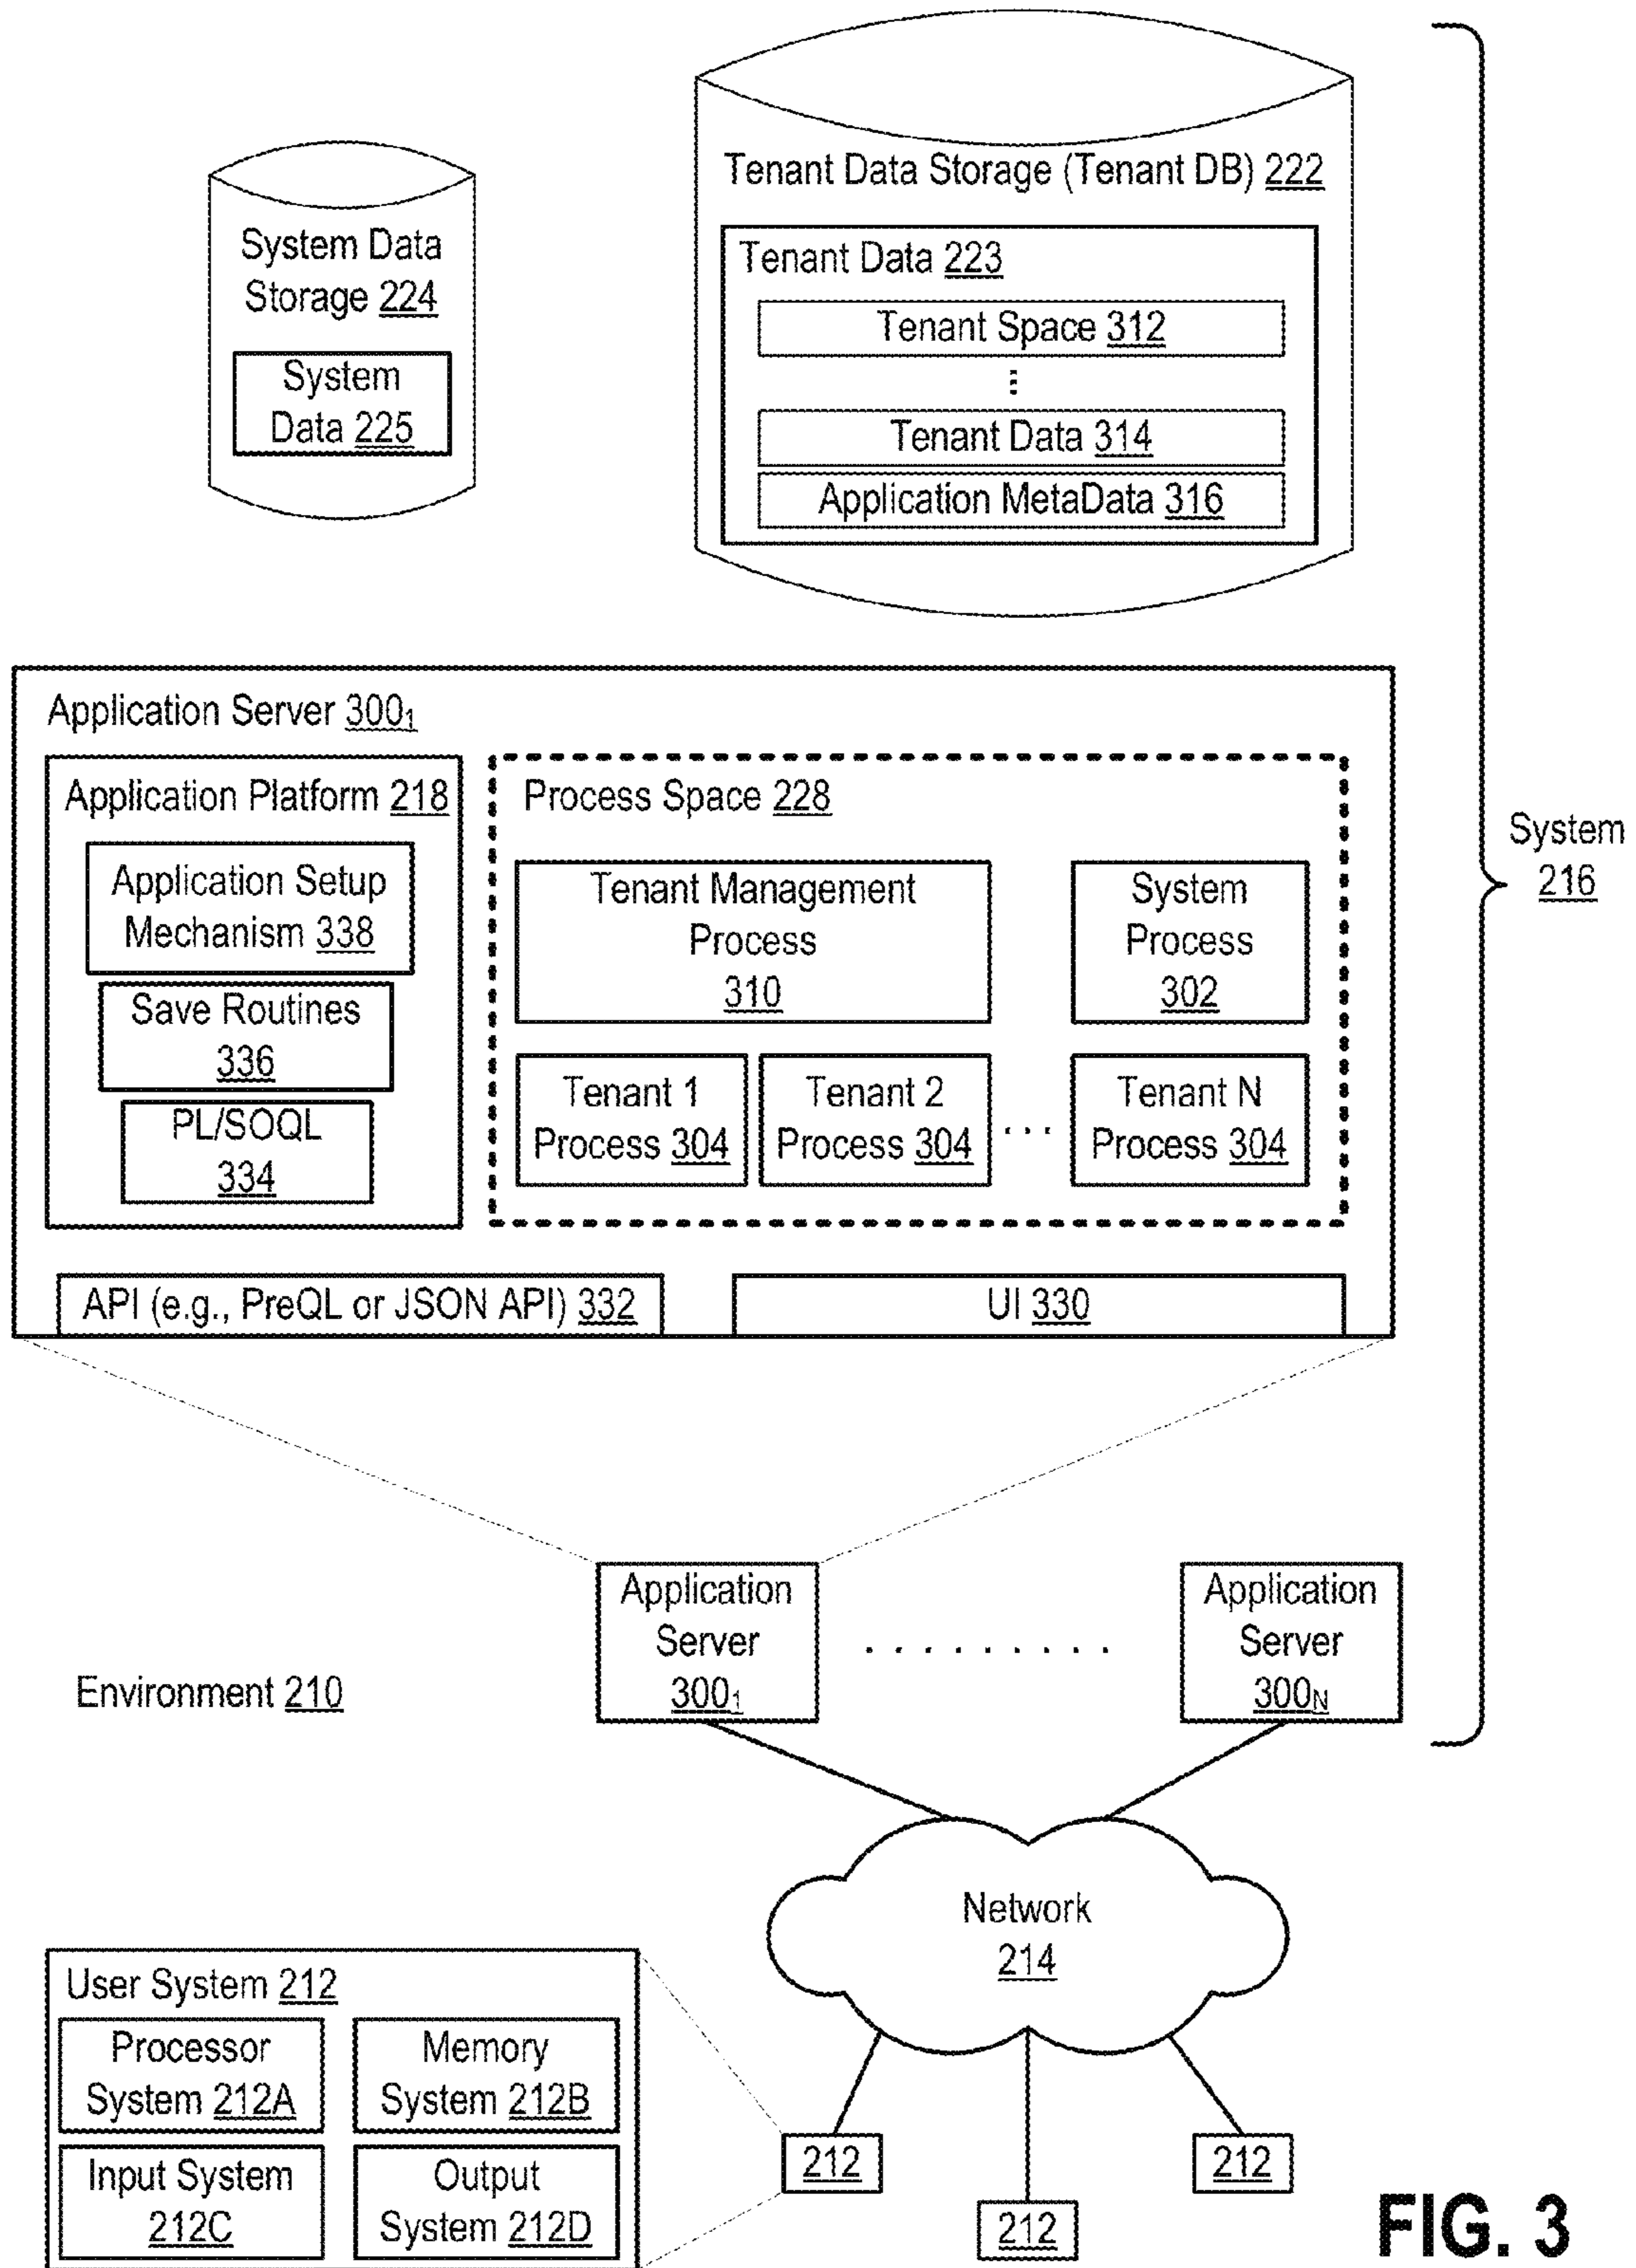 Tenant Data Storage (Tenant DB) 222
System Data
Storage 224
System
Data 225
Tenant Data 223
Tenant Space 312
⋮
Tenant Data 314
Application MetaData 316
System
216
Application Server 300₁
Application Platform 218
Application Setup
Mechanism 338
Save Routines
336
PL/SOQL
334
Process Space 228
Tenant Management
Process
310
System
Process
302
Tenant 1
Process 304
Tenant 2
Process 304
...
Tenant N
Process 304
API (e.g., PreQL or JSON API) 332
UI 330
Application
Server
300₁
. . . . . . . . .
Application
Server
300N
Environment 210
Network
214
User System 212
Processor
System 212A
Memory
System 212B
Input System
212C
Output
System 212D
212
212
212
FIG. 3